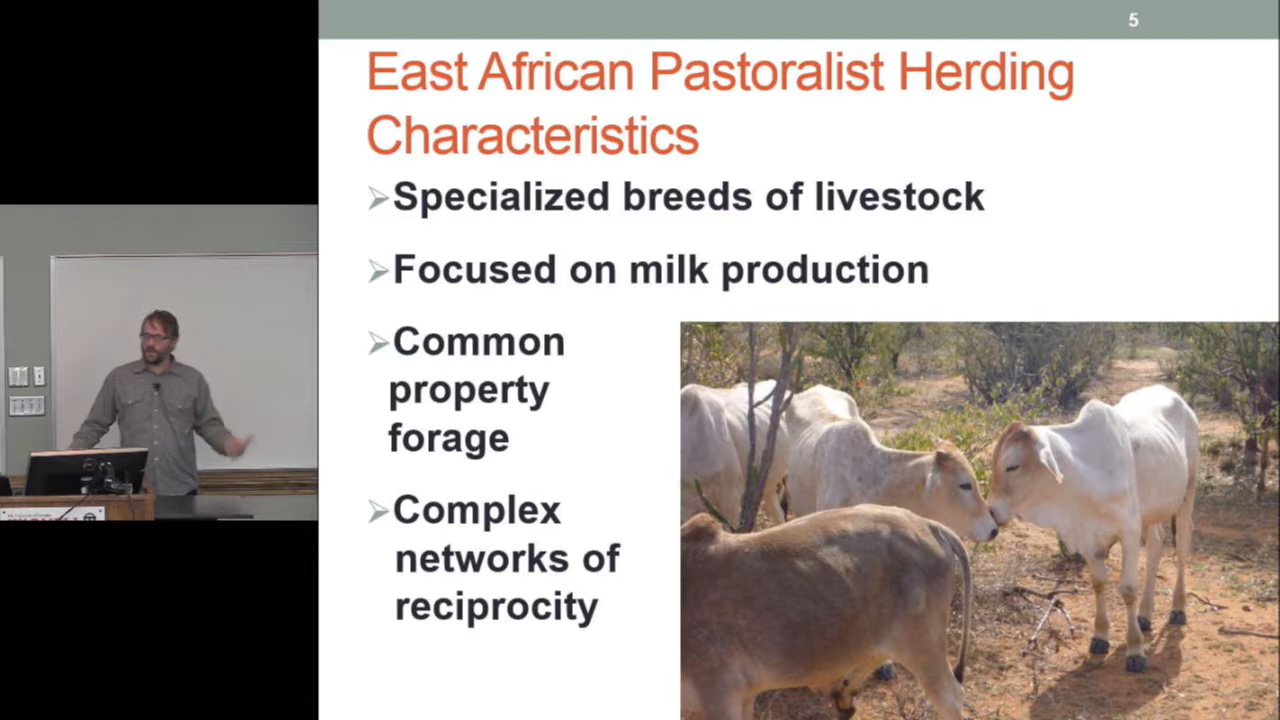 5
East African Pastoralist Herding
Characteristics
Specialized breeds of livestock
Focused on milk production
Common
property
forage
Complex
networks of
reciprocity